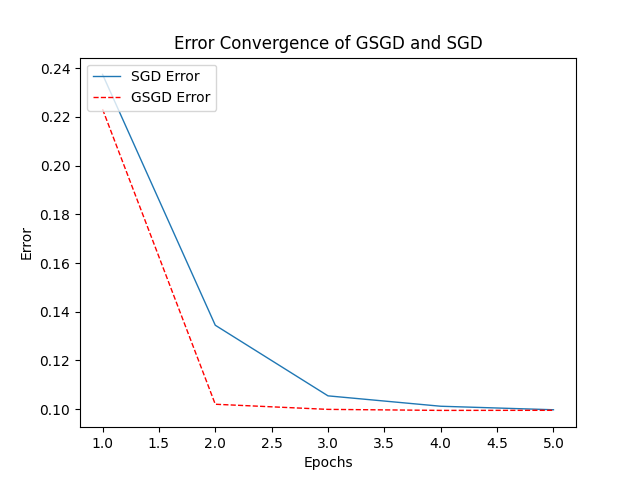 Error Convergence of GSGD and SGD
SGD Error
GSGD Error
0.24
0.22
0.20
0.18
0.16
0.14
0.12
0.10
Error
1.0 1.5 2.0 2.5 3.0 3.5 4.0 4.5 5.0
Epochs